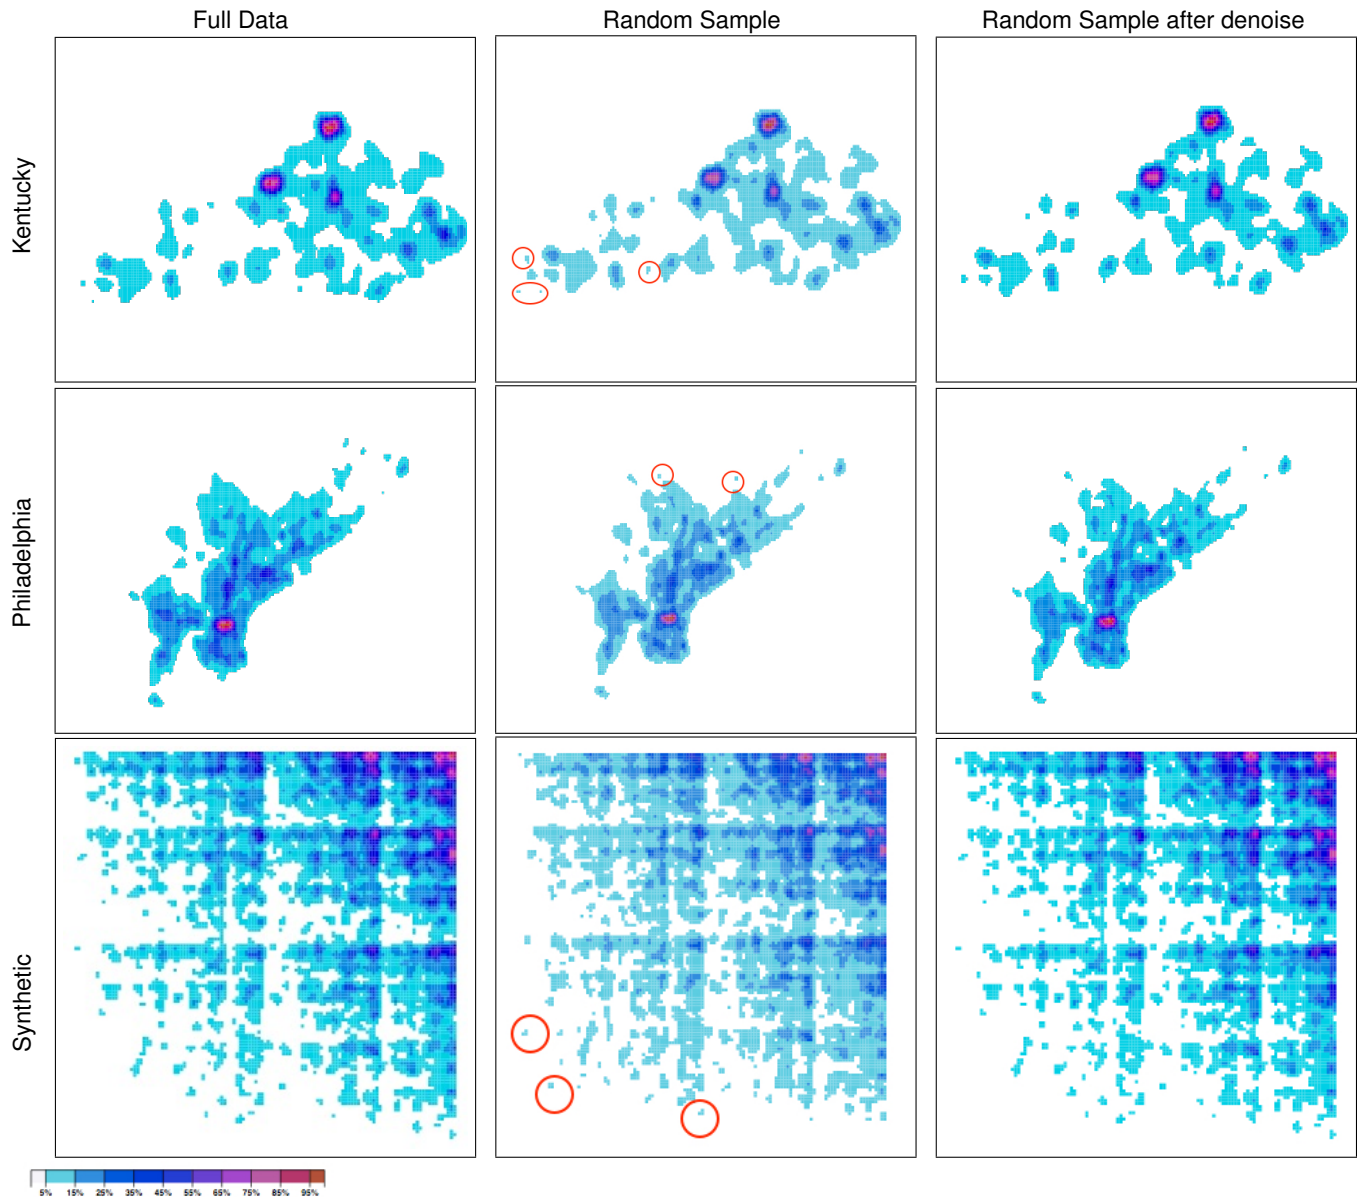 Full Data Random Sample Random Sample after denoise
Kentucky
Philadelphia
Synthetic
5% 15% 25% 35% 45% 55% 65% 75% 85% 95%